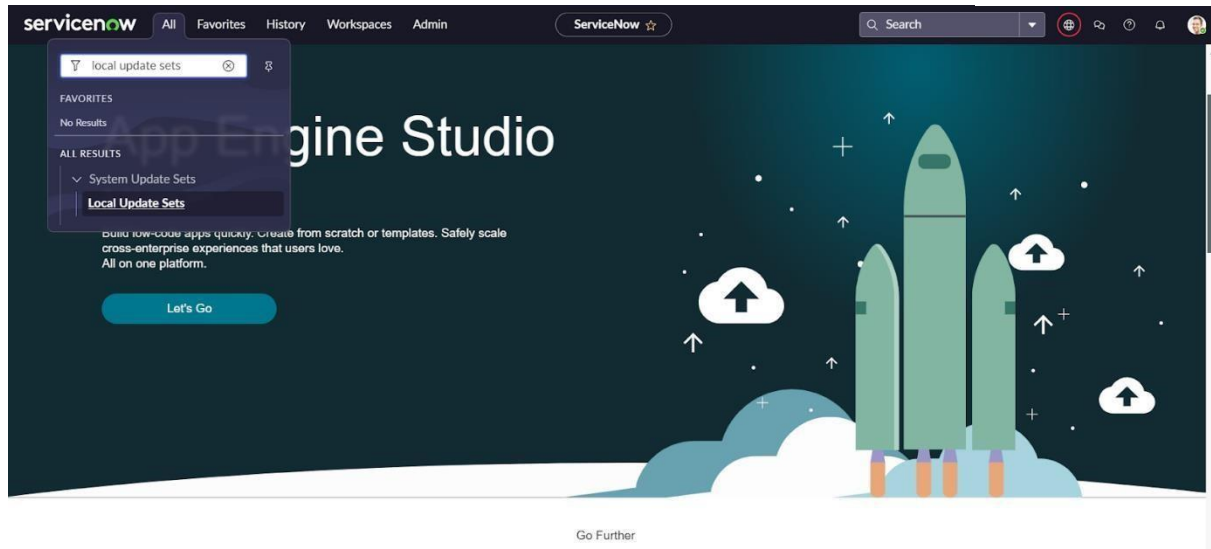 servicenow All Favorites History Workspaces Admin ServiceNow Search
local update sets
FAVORITES
No Results
App Engine Studio
ALL RESULTS
System Update Sets
Local Update Sets
Build low-code apps quickly. Create from scratch or templates. Safely scale
cross-enterprise experiences that users love.
All on one platform.
Let's Go
Go Further